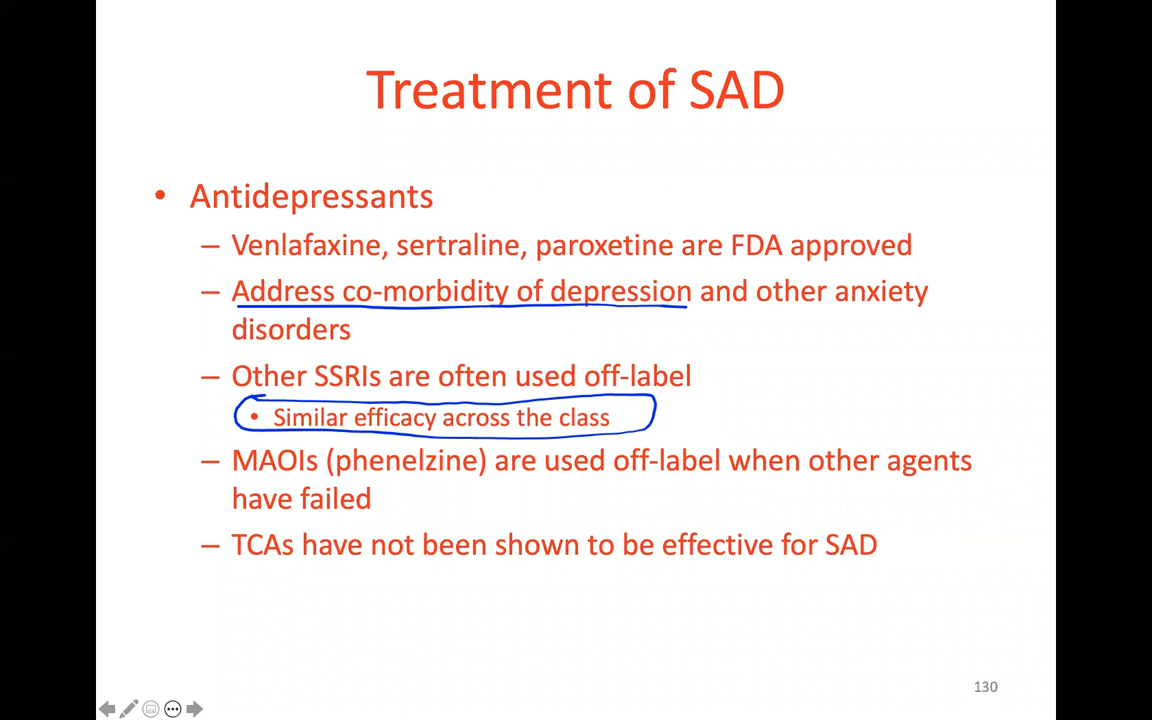 Treatment of SAD
• Antidepressants
– Venlafaxine, sertraline, paroxetine are FDA approved
– Address co-morbidity of depression and other anxiety
disorders
– Other SSRIs are often used off-label
• Similar efficacy across the class
– MAOIs (phenelzine) are used off-label when other agents
have failed
– TCAs have not been shown to be effective for SAD
130